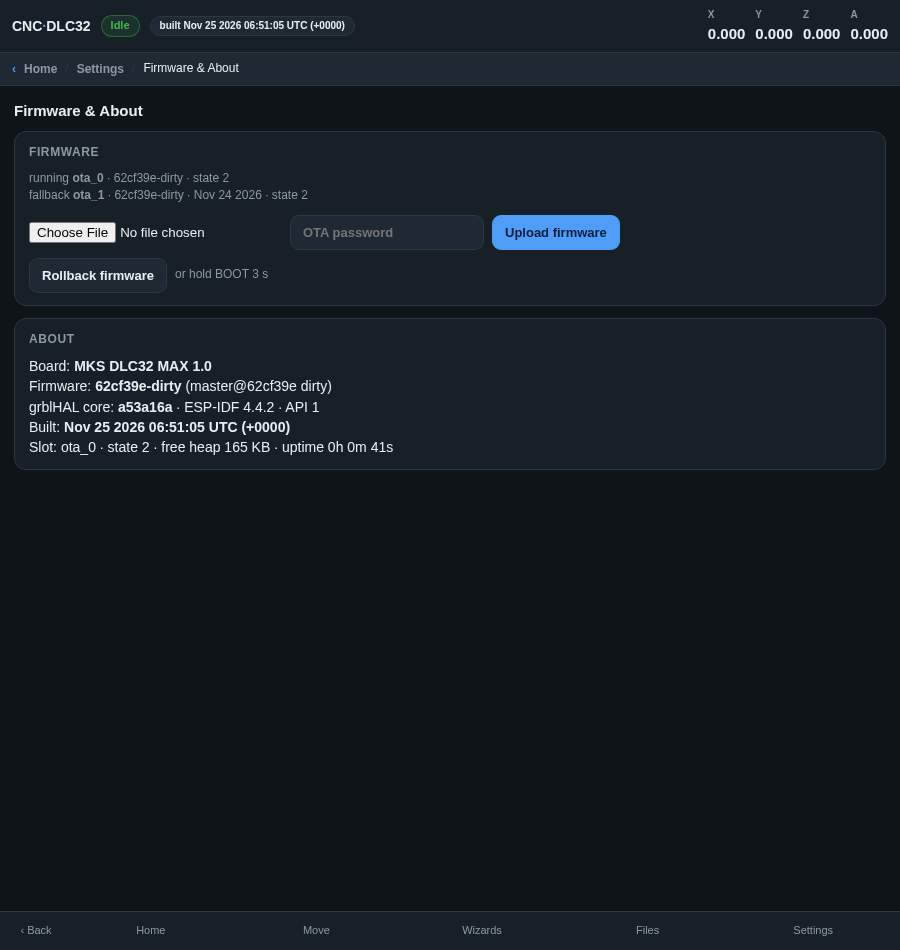 CNC·DLC32 Idle built Nov 25 2026 06:51:05 UTC (+0000)
X Y Z A
0.000 0.000 0.000 0.000
‹ Home / Settings / Firmware & About
Firmware & About
FIRMWARE
running ota_0 · 62cf39e-dirty · state 2
fallback ota_1 · 62cf39e-dirty · Nov 24 2026 · state 2
Choose File No file chosen OTA password Upload firmware
Rollback firmware or hold BOOT 3 s
ABOUT
Board: MKS DLC32 MAX 1.0
Firmware: 62cf39e-dirty (master@62cf39e dirty)
grblHAL core: a53a16a · ESP-IDF 4.4.2 · API 1
Built: Nov 25 2026 06:51:05 UTC (+0000)
Slot: ota_0 · state 2 · free heap 165 KB · uptime 0h 0m 41s
‹ Back Home Move Wizards Files Settings